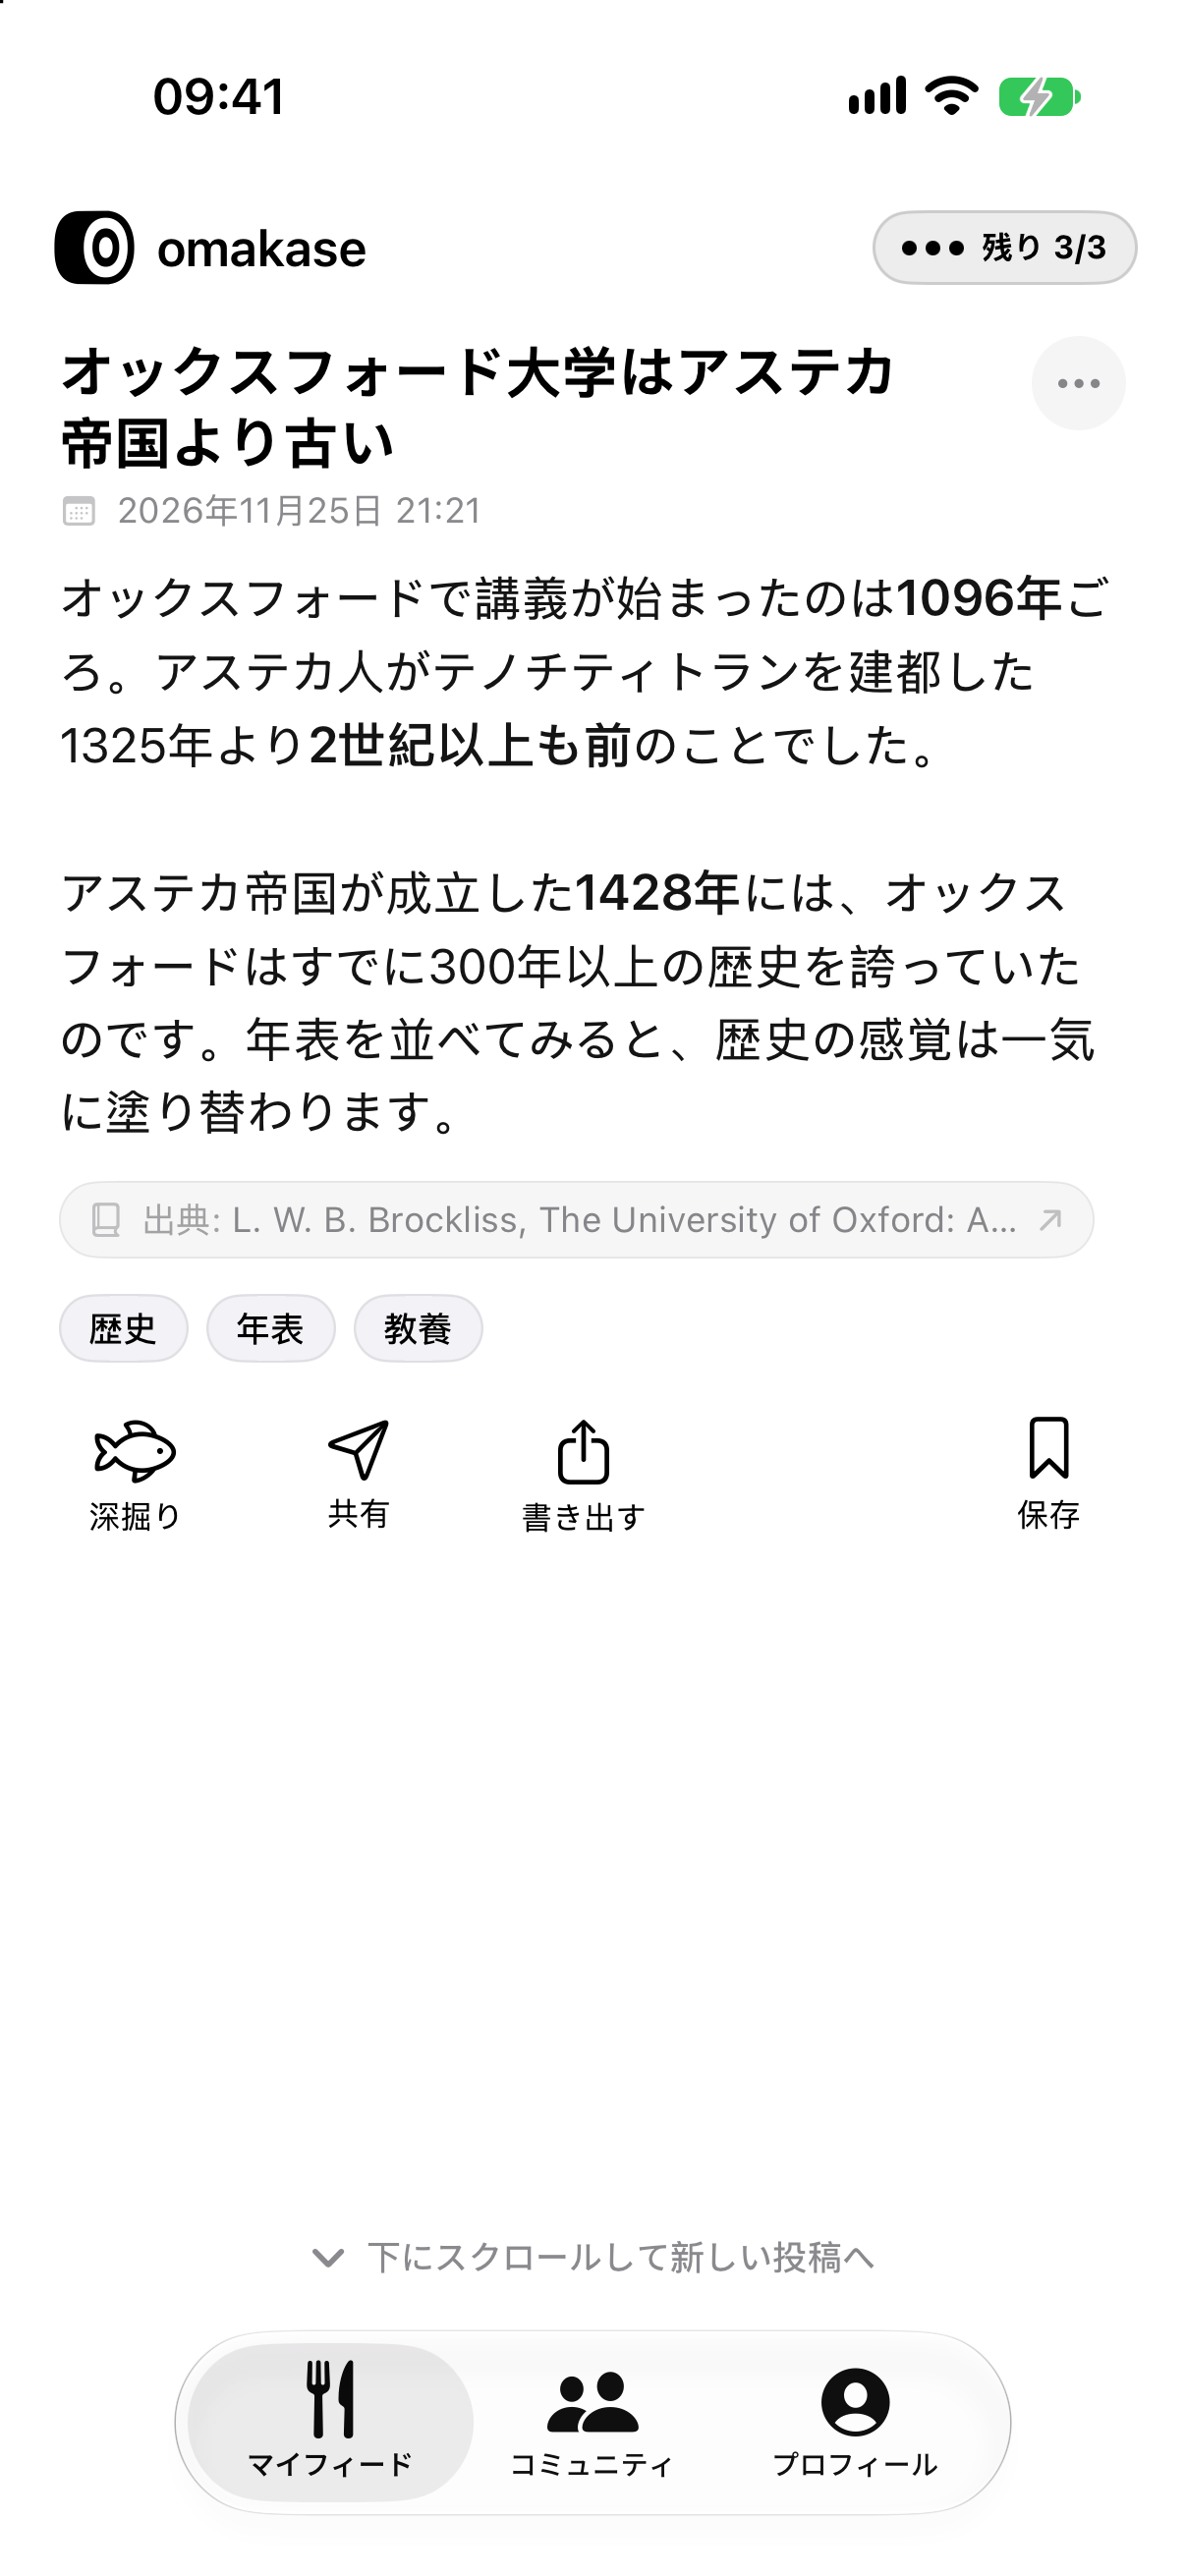 09:41
omakase
残り 3/3
オックスフォード大学はアステカ
帝国より古い
2026年11月25日 21:21
オックスフォードで講義が始まったのは1096年ご
ろ。アステカ人がテノチティトランを建都した
1325年より2世紀以上も前のことでした。
アステカ帝国が成立した1428年には、オックス
フォードはすでに300年以上の歴史を誇っていた
のです。年表を並べてみると、歴史の感覚は一気
に塗り替わります。
出典: L. W. B. Brockliss, The University of Oxford: A...
歴史
年表
教養
深掘り
共有
書き出す
保存
下にスクロールして新しい投稿へ
マイフィード
コミュニティ
プロフィール